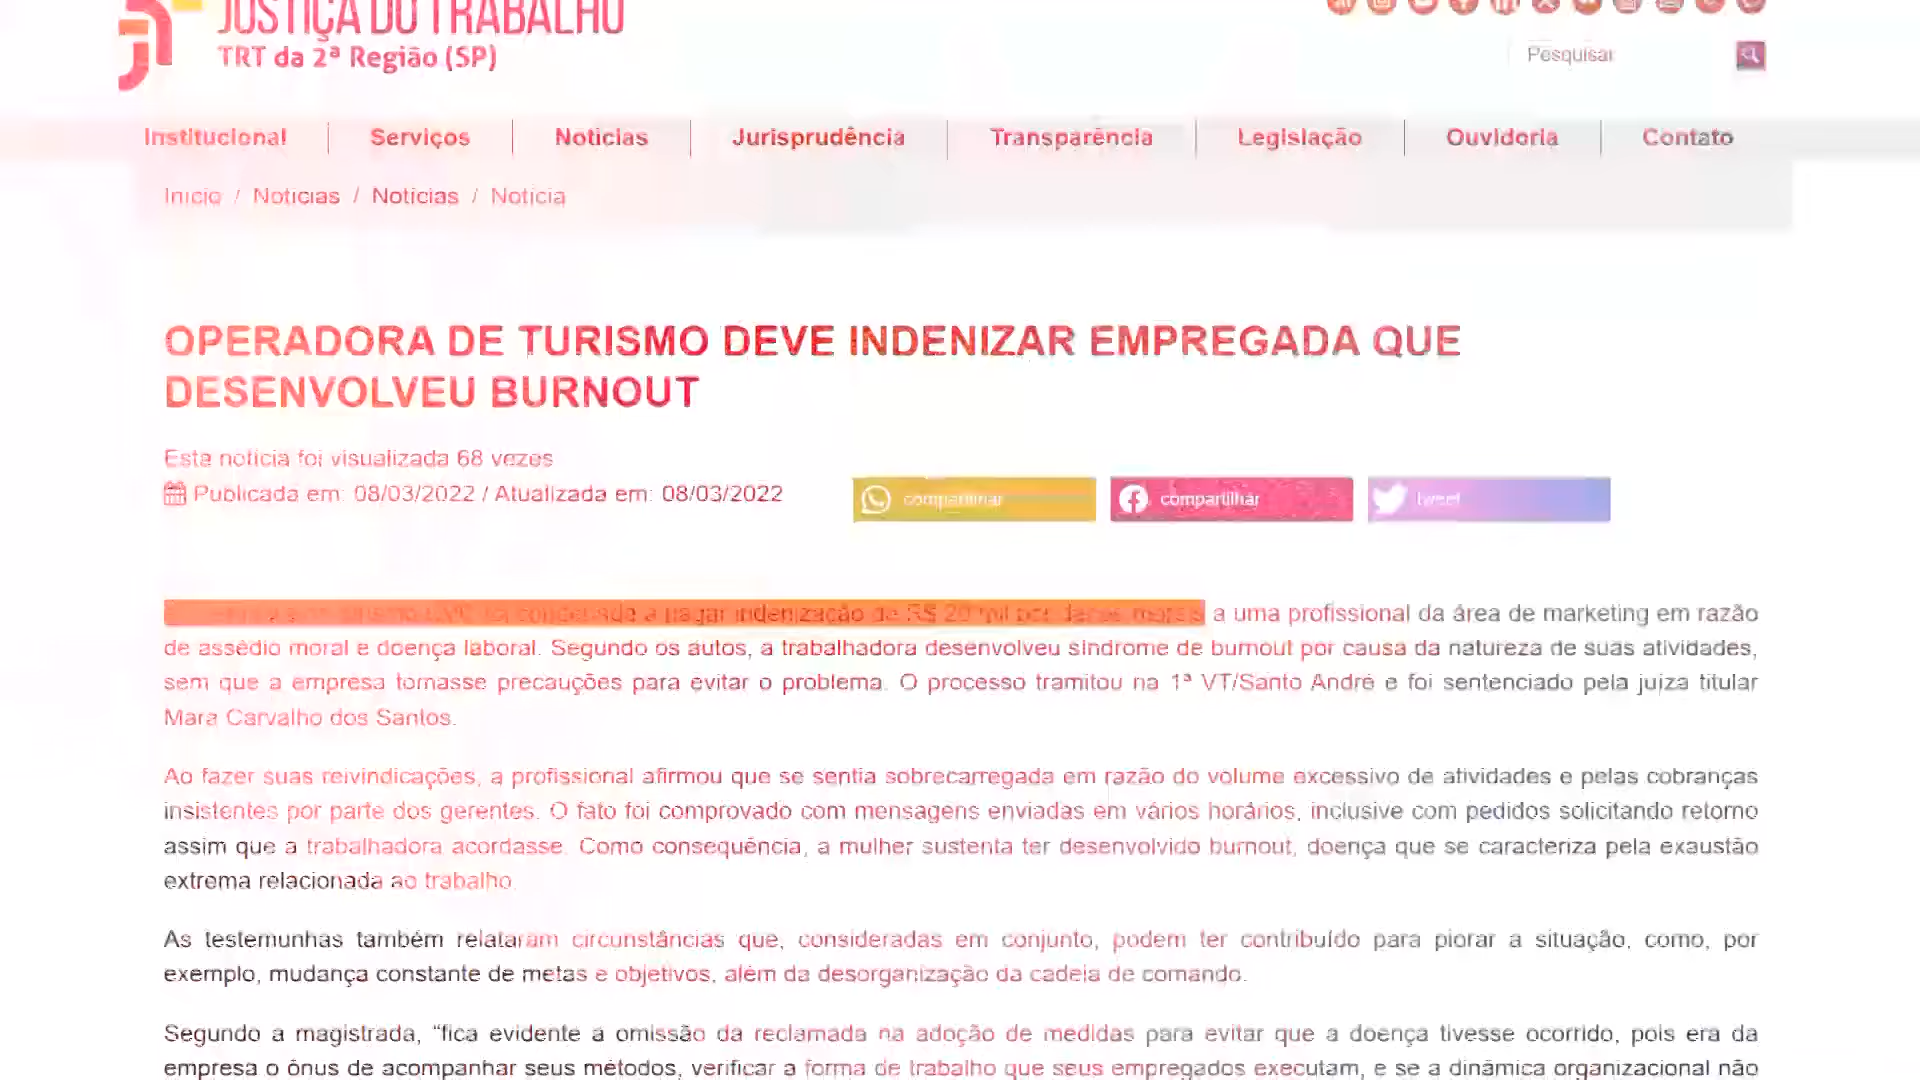 JUSTIÇA DO TRABALHO
TRT da 2ª Região (SP)
Pesquisar
Institucional Serviços Notícias Jurisprudência Transparência Legislação Ouvidoria Contato
Início / Notícias / Notícias / Notícia
OPERADORA DE TURISMO DEVE INDENIZAR EMPREGADA QUE
DESENVOLVEU BURNOUT
Esta notícia foi visualizada 68 vezes
Publicada em: 08/03/2022 / Atualizada em: 08/03/2022
compartilhar compartilhar tweet
turismo CVC foi condenada a pagar indenização de R$ 20 mil por danos morais a uma profissional da área de marketing em razão
de assédio moral e doença laboral. Segundo os autos, a trabalhadora desenvolveu síndrome de burnout por causa da natureza de suas atividades,
sem que a empresa tomasse precauções para evitar o problema. O processo tramitou na 1ª VT/Santo André e foi sentenciado pela juíza titular
Mara Carvalho dos Santos.
Ao fazer suas reivindicações, a profissional afirmou que se sentia sobrecarregada em razão do volume excessivo de atividades e pelas cobranças
insistentes por parte dos gerentes. O fato foi comprovado com mensagens enviadas em vários horários, inclusive com pedidos solicitando retorno
assim que a trabalhadora acordasse. Como consequência, a mulher sustenta ter desenvolvido burnout, doença que se caracteriza pela exaustão
extrema relacionada ao trabalho.
As testemunhas também relataram circunstâncias que, consideradas em conjunto, podem ter contribuído para piorar a situação, como, por
exemplo, mudança constante de metas e objetivos, além da desorganização da cadeia de comando.
Segundo a magistrada, “fica evidente a omissão da reclamada na adoção de medidas para evitar que a doença tivesse ocorrido, pois era da
empresa o ônus de acompanhar seus métodos, verificar a forma de trabalho que seus empregados executam, e se a dinâmica organizacional não